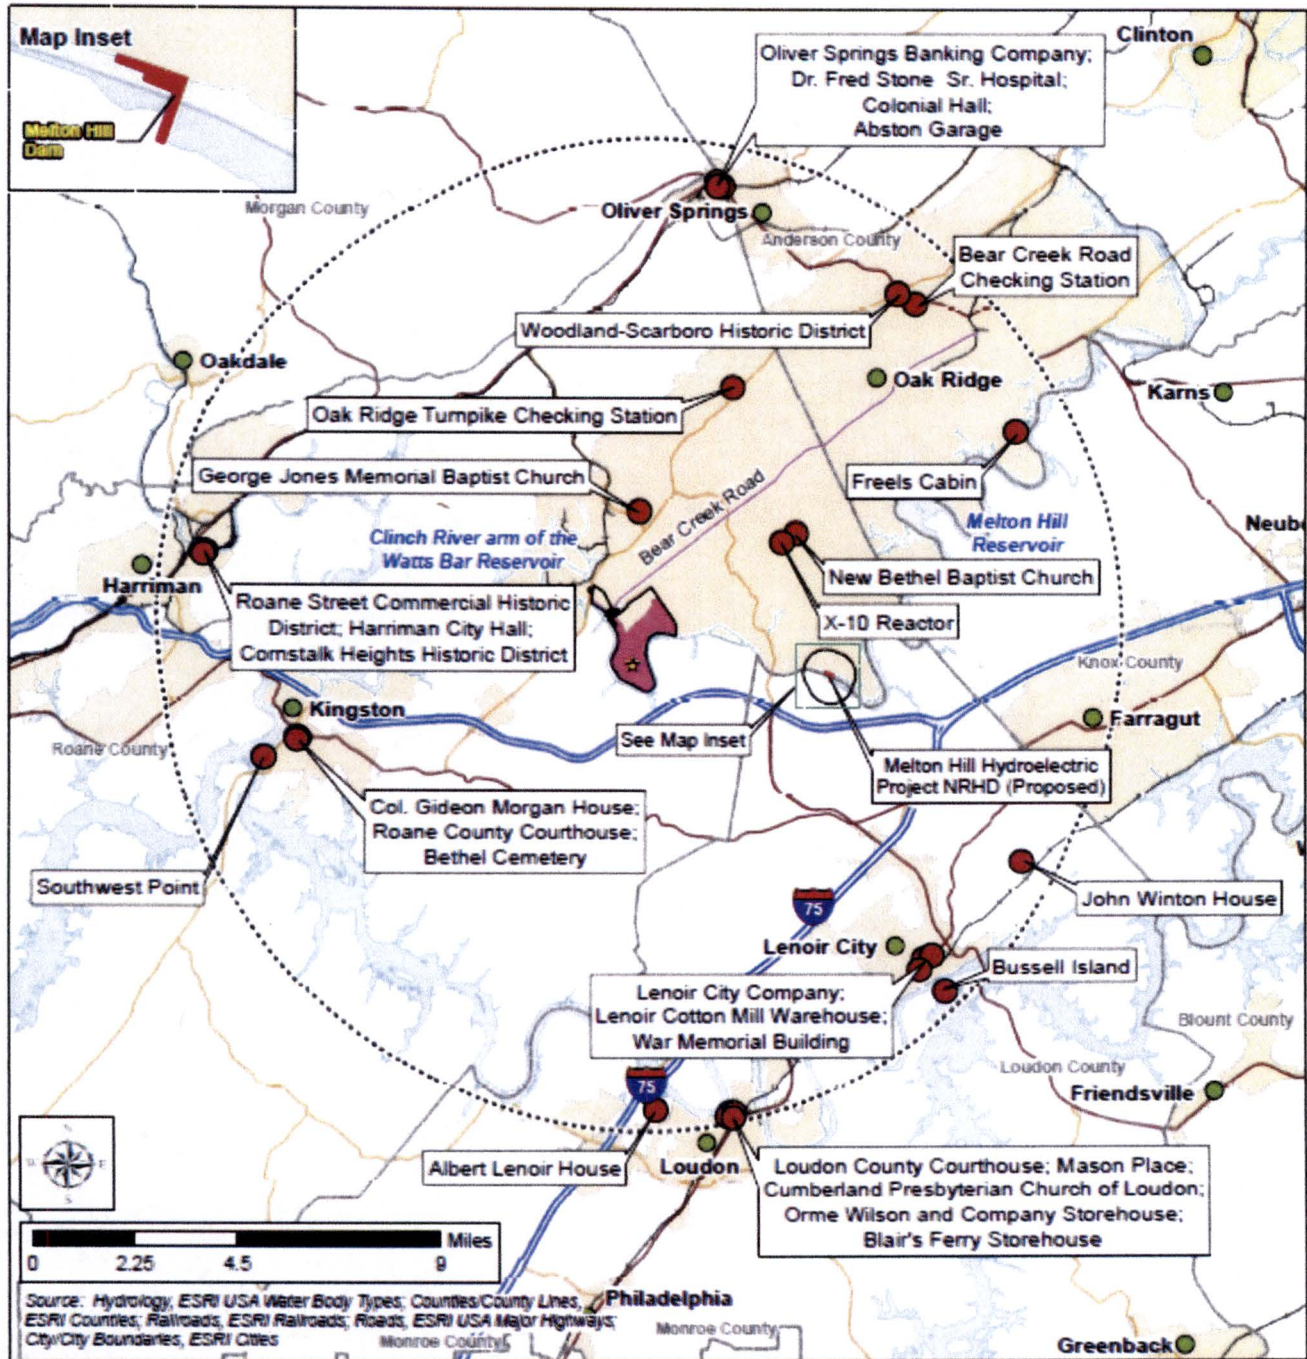 Map Inset
Melton Hill
Dam
Clinton
Oliver Springs Banking Company;
Dr. Fred Stone Sr. Hospital;
Colonial Hall;
Abston Garage
Morgan County
Oliver Springs
Anderson County
Bear Creek Road
Checking Station
Woodland-Scarboro Historic District
Oakdale
Oak Ridge
Karns
Oak Ridge Turnpike Checking Station
George Jones Memorial Baptist Church
Freels Cabin
Bear Creek Road
Clinch River arm of the
Watts Bar Reservoir
Melton Hill
Reservoir
Neube
Harriman
New Bethel Baptist Church
Roane Street Commercial Historic
District; Harriman City Hall;
Cornstalk Heights Historic District
X-10 Reactor
Knox County
Kingston
Farragut
See Map Inset
Roane County
Melton Hill Hydroelectric
Project NRHD (Proposed)
Col. Gideon Morgan House;
Roane County Courthouse;
Bethel Cemetery
Southwest Point
John Winton House
75
Lenoir City
Bussell Island
Lenoir City Company;
Lenoir Cotton Mill Warehouse;
War Memorial Building
Blount County
Loudon County
75
Friendsville
N
E
S
Albert Lenoir House
Loudon
Loudon County Courthouse; Mason Place;
Cumberland Presbyterian Church of Loudon;
Orme Wilson and Company Storehouse;
Blair's Ferry Storehouse
Miles
0 2.25 4.5 9
Source: Hydrology, ESRI USA Water Body Types; Counties/County Lines,
ESRI Counties; Railroads, ESRI Railroads; Roads, ESRI USA Major Highways;
City/City Boundaries, ESRI Cities
Philadelphia
Monroe County
Monroe County
Greenback